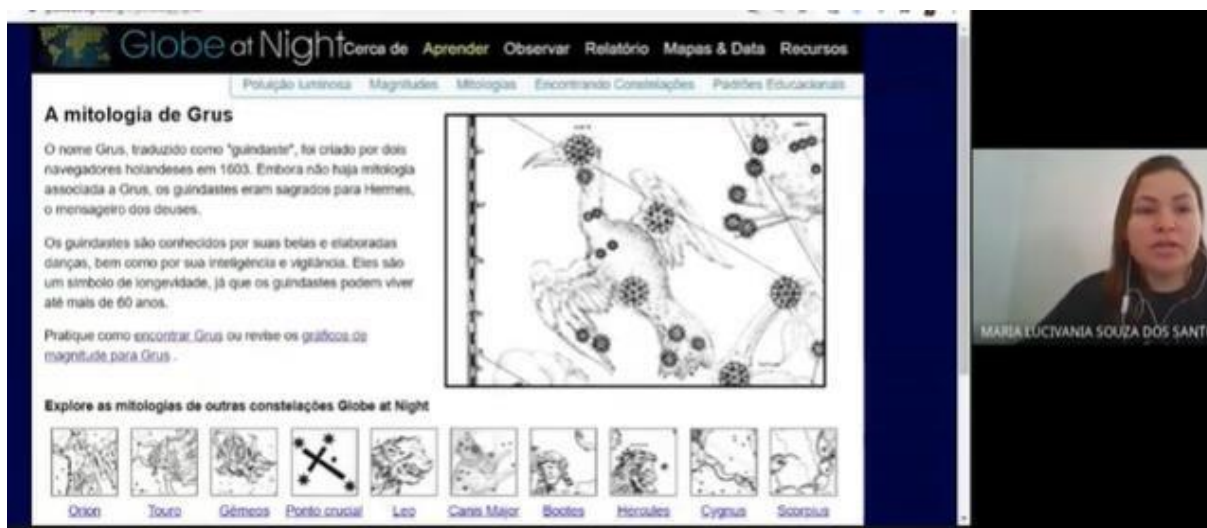 Globe at Night
Cerca de Aprender Observar Relatório Mapas & Data Recursos
Poluição luminosa Magnitudes Mitologias Encontrando Constelações Padrões Educacionais
A mitologia de Grus
O nome Grus, traduzido como "guindaste", foi criado por dois
navegadores holandeses em 1603. Embora não haja mitologia
associada a Grus, os guindastes eram sagrados para Hermes,
o mensageiro dos deuses.
Os guindastes são conhecidos por suas belas e elaboradas
danças, bem como por sua inteligência e vigilância. Eles são
um símbolo de longevidade, já que os guindastes podem viver
até mais de 60 anos.
Pratique como encontrar Grus ou revise os gráficos de
magnitude para Grus .
Explore as mitologias de outras constelações Globe at Night
Orion Touro Gêmeos Ponto crucial Leo Canis Major Bootes Hércules Cygnus Scorpius
MARIA LUCIVANIA SOUZA DOS SANT